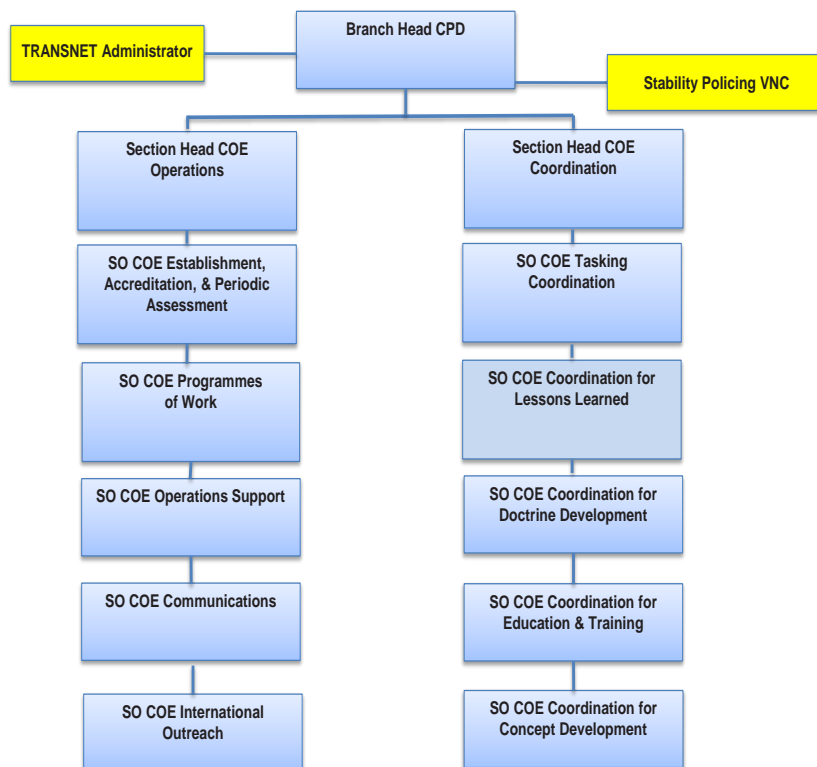 Branch Head CPD
TRANSNET Administrator
Stability Policing VNC
Section Head COE
Operations
Section Head COE
Coordination
SO COE Establishment,
Accreditation, & Periodic
Assessment
SO COE Tasking
Coordination
SO COE Programmes
of Work
SO COE Coordination for
Lessons Learned
SO COE Operations Support
SO COE Coordination for
Doctrine Development
SO COE Communications
SO COE Coordination for
Education & Training
SO COE International
Outreach
SO COE Coordination for
Concept Development